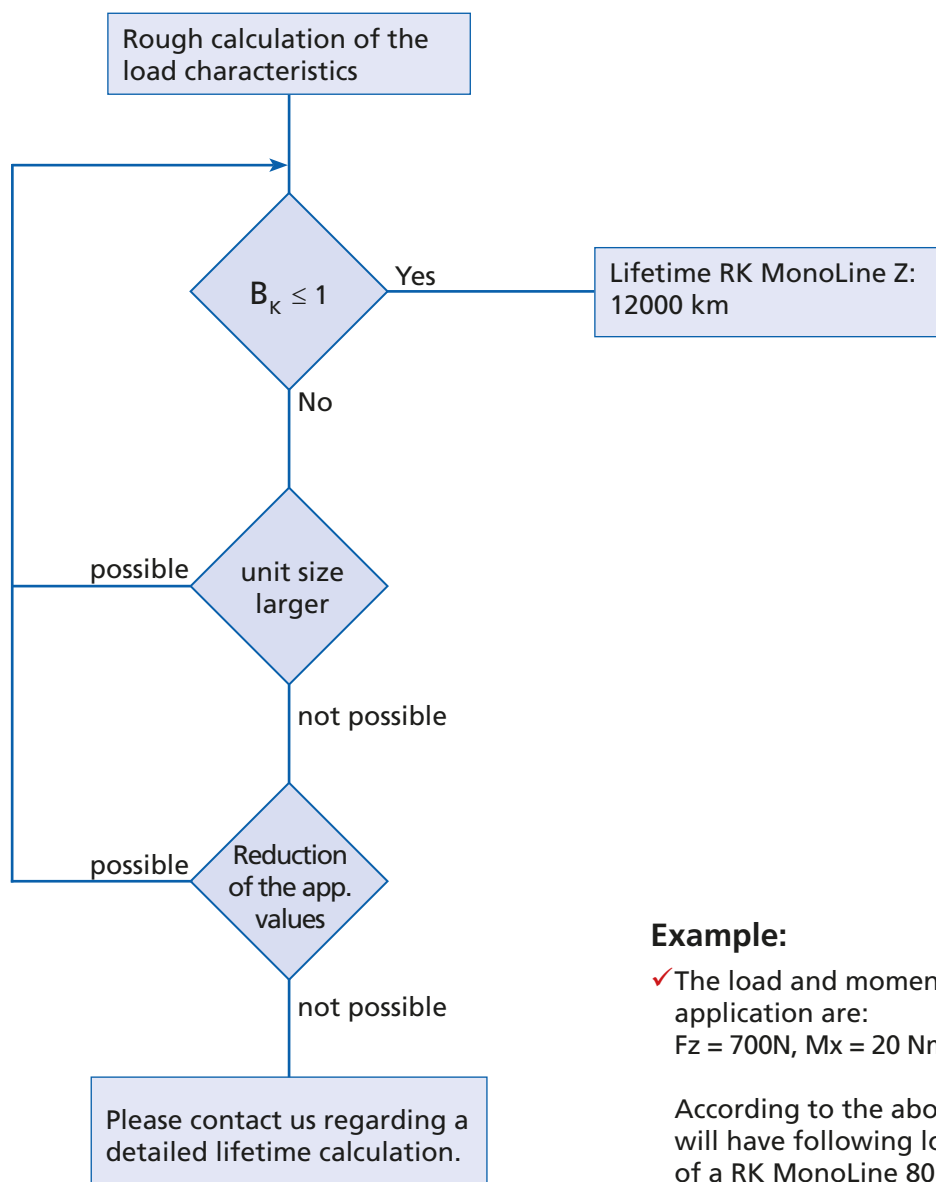 Rough calculation of the
load characteristics
B_K ≤ 1
Yes
Lifetime RK MonoLine Z:
12000 km
No
possible
unit size
larger
not possible
possible
Reduction
of the app.
values
not possible
Please contact us regarding a
detailed lifetime calculation.
Example:
✓The load and momen
application are:
Fz = 700N, Mx = 20 Nm
According to the abo
will have following lo
of a RK MonoLine 80